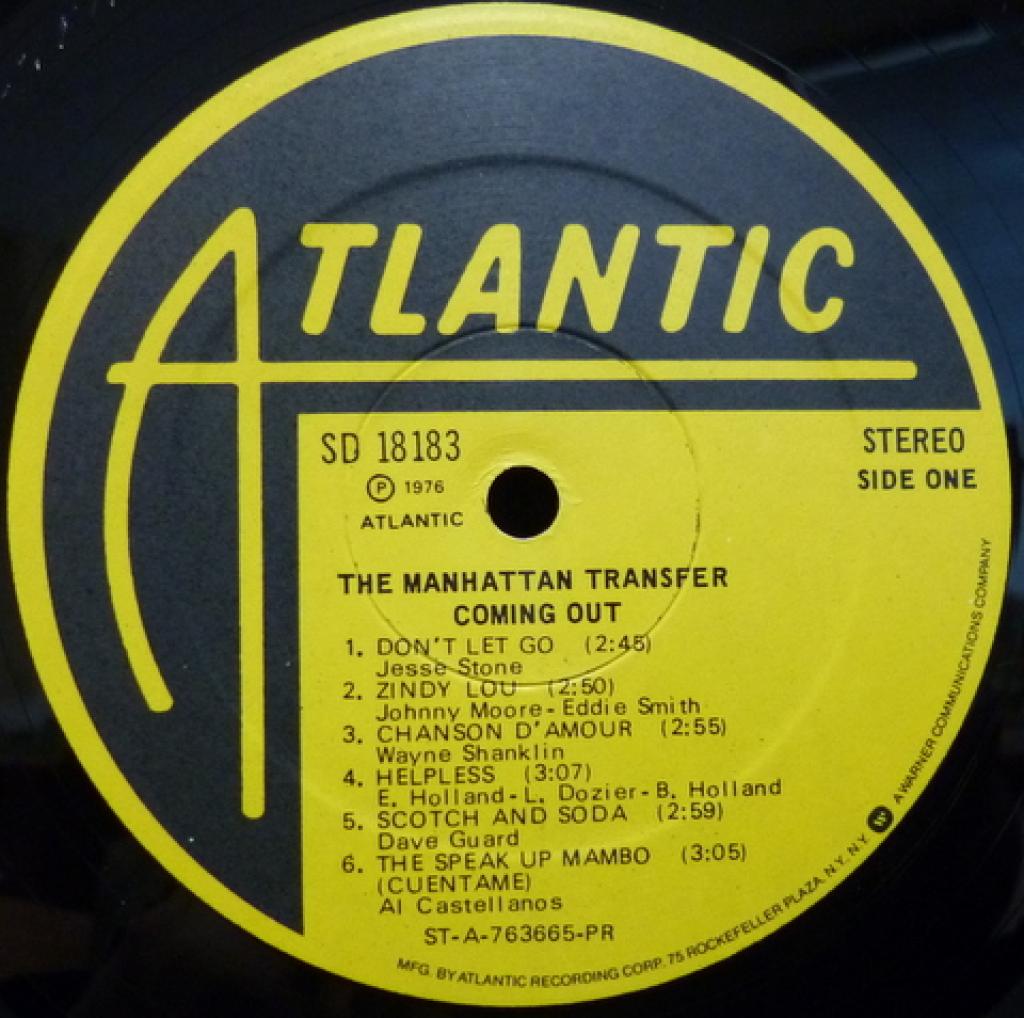 ATLANTIC
SD 18183
STEREO
Ⓟ 1976
SIDE ONE
ATLANTIC
THE MANHATTAN TRANSFER
COMING OUT
1. DON'T LET GO (2:45)
Jesse Stone
2. ZINDY LOU (2:50)
Johnny Moore-Eddie Smith
3. CHANSON D'AMOUR (2:55)
Wayne Shanklin
4. HELPLESS (3:07)
E. Holland-L. Dozier-B. Holland
5. SCOTCH AND SODA (2:59)
Dave Guard
6. THE SPEAK UP MAMBO (3:05)
(CUENTAME)
Al Castellanos
ST-A-763665-PR
MFG. BY ATLANTIC RECORDING CORP. 75 ROCKEFELLER PLAZA, N.Y. N.Y. W A WARNER COMMUNICATIONS COMPANY